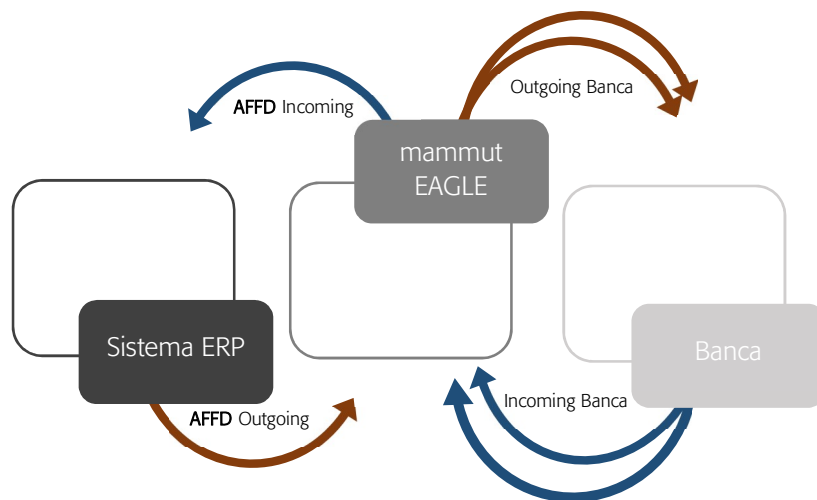 Outgoing Banca
AFFD Incoming
mammut
EAGLE
Sistema ERP
Banca
Incoming Banca
AFFD Outgoing